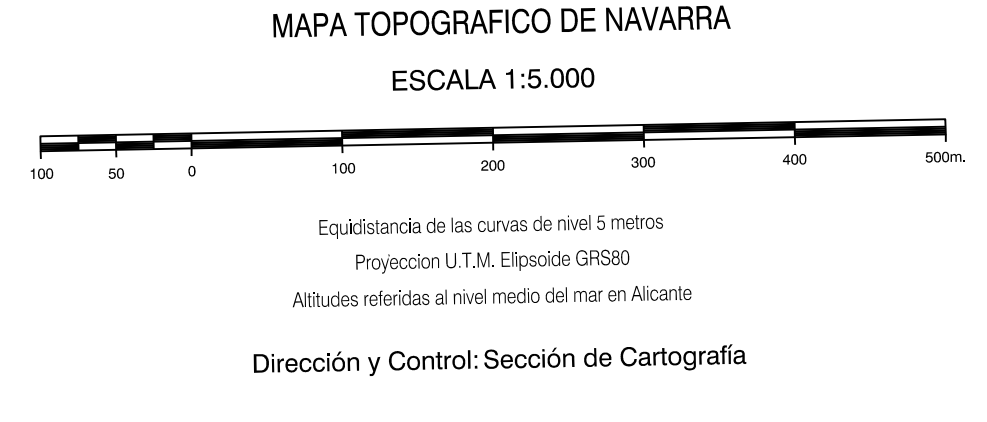 MAPA TOPOGRAFICO DE NAVARRA
ESCALA 1:5.000
100 50 0 100 200 300 400 500m.
Equidistancia de las curvas de nivel 5 metros
Proyeccion U.T.M. Elipsoide GRS80
Altitudes referidas al nivel medio del mar en Alicante
Dirección y Control: Sección de Cartografía